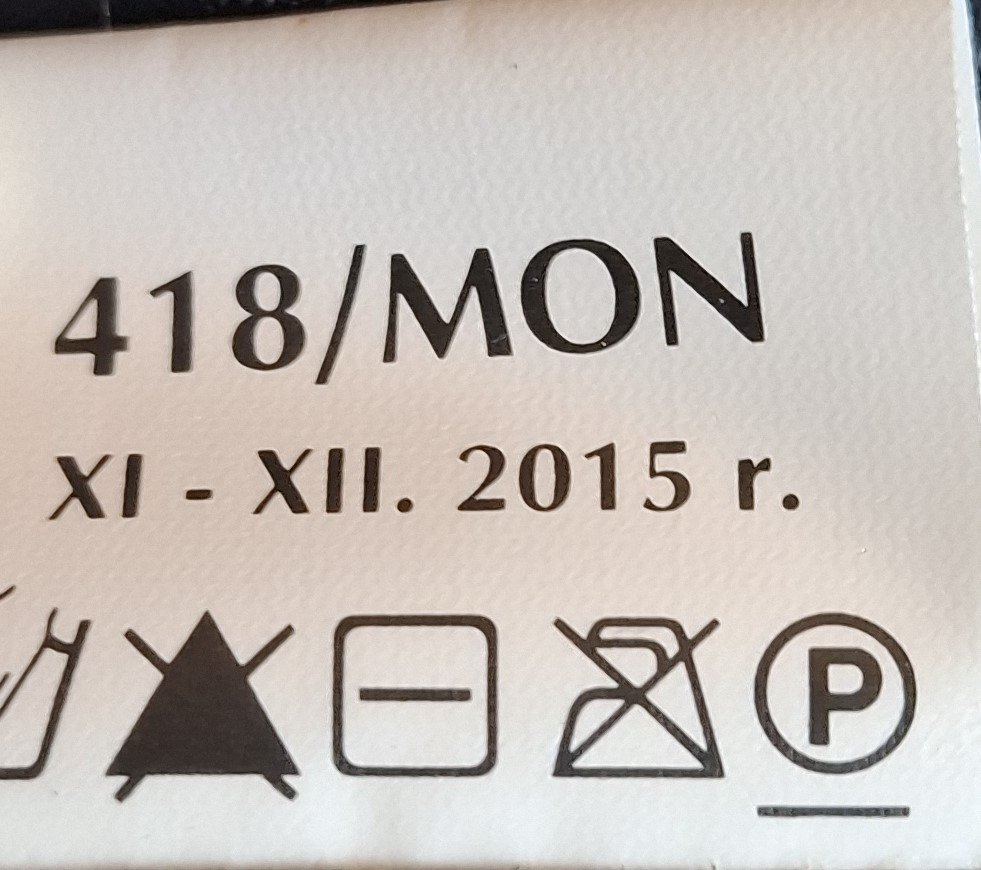 418/MON
XI - XII. 2015 r.
P